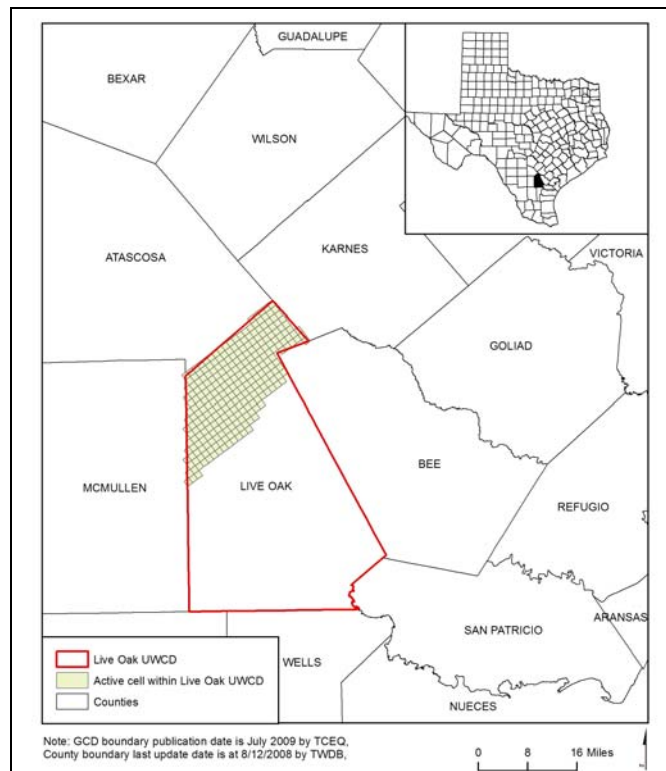 GUADALUPE
BEXAR
WILSON
ATASCOSA
KARNES
VICTORIA
GOLIAD
MCMULLEN
LIVE OAK
BEE
REFUGIO
ARANSAS
SAN PATRICIO
WELLS
NUECES
Live Oak UWCD
Active cell within Live Oak UWCD
Counties
Note: GCD boundary publication date is July 2009 by TCEQ,
County boundary last update date is at 8/12/2008 by TWDB,
0 8 16 Miles